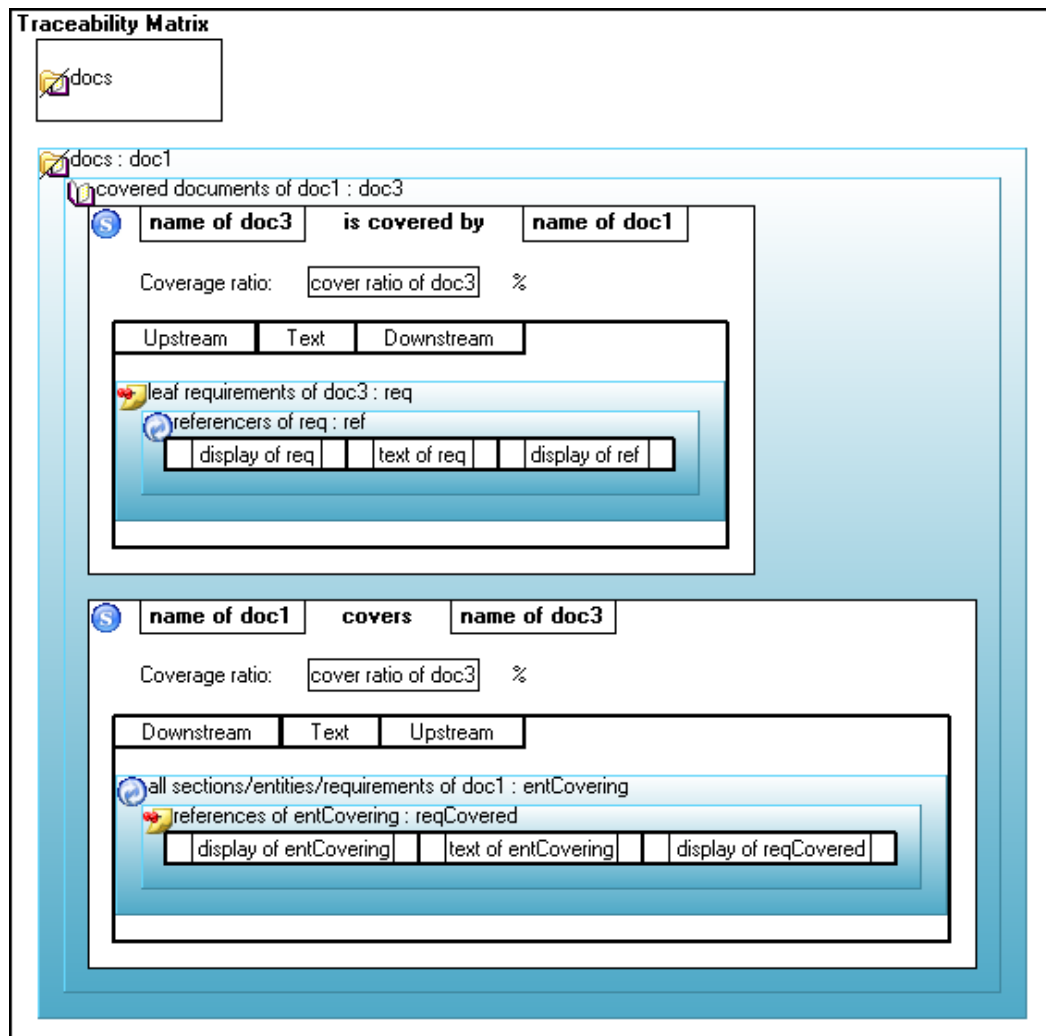 Traceability Matrix
docs
docs : doc1
covered documents of doc1 : doc3
name of doc3 is covered by name of doc1
Coverage ratio: cover ratio of doc3 %
Upstream Text Downstream
leaf requirements of doc3 : req
referencers of req : ref
display of req text of req display of ref
name of doc1 covers name of doc3
Coverage ratio: cover ratio of doc3 %
Downstream Text Upstream
all sections/entities/requirements of doc1 : entCovering
references of entCovering : reqCovered
display of entCovering text of entCovering display of reqCovered